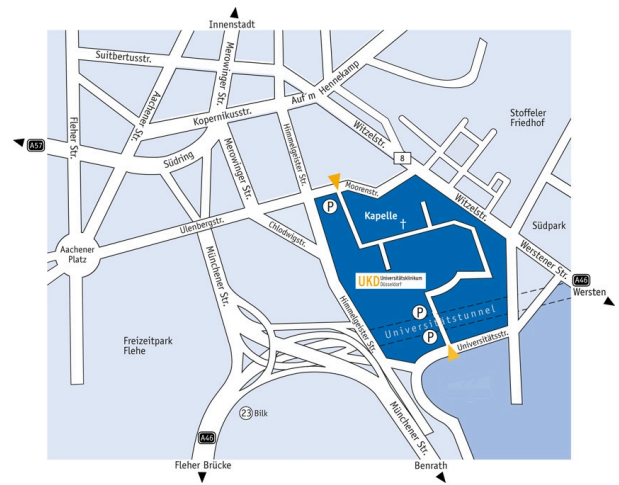 Innenstadt
Suitbertusstr.
Merowinger Str.
Auf'm Hennekamp
Aachener Str.
Kopernikusstr.
Stoffeler
Friedhof
Fleher Str.
A57
Himmelgeister Str.
Witzelstr.
8
Südring
Merowinger Str.
Moorenstr.
P
Kapelle
Witzelstr.
Südpark
Ulenbergstr.
Chlodwigstr.
Aachener
Platz
Münchener Str.
Werstener Str.
UKD Universitätsklinikum
Düsseldorf
A46
Wersten
Himmelgeister Str.
P
Universitätstunnel
P
Universitätsstr.
Freizeitpark
Flehe
23 Bilk
Münchener Str.
A46
Fleher Brücke
Benrath